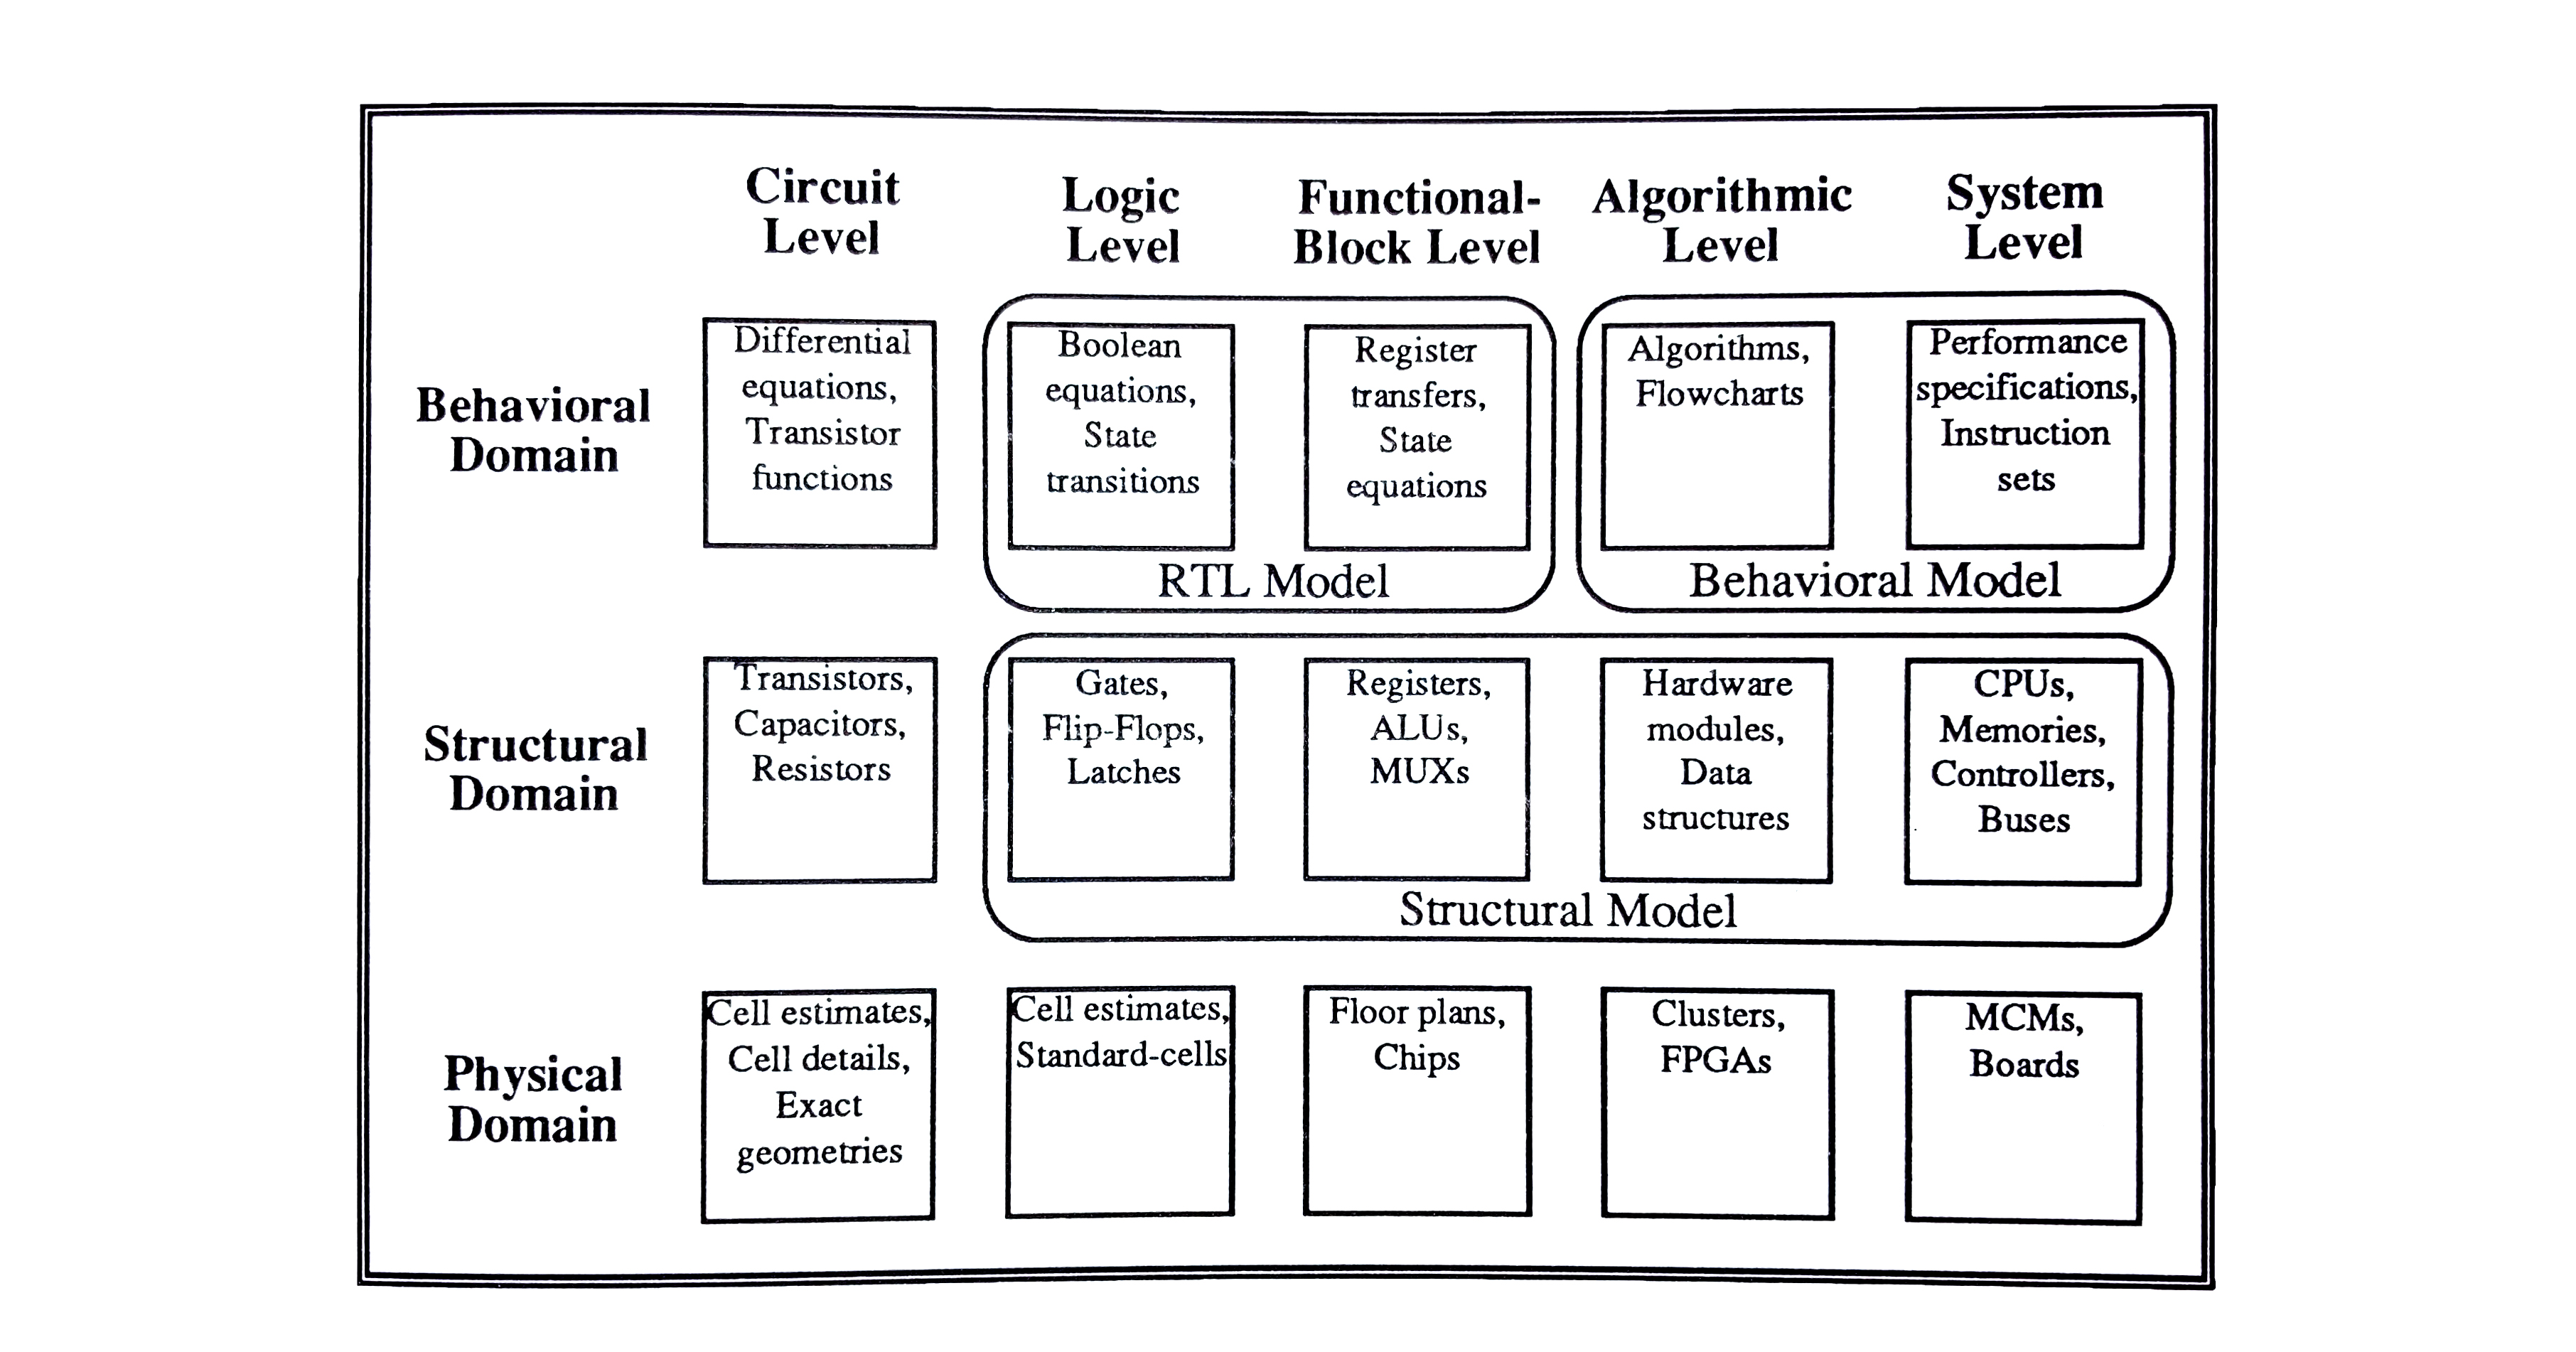 Circuit
Level
Logic
Level
Functional-
Block Level
Algorithmic
Level
System
Level
Behavioral
Domain
Differential
equations,
Transistor
functions
Boolean
equations,
State
transitions
Register
transfers,
State
equations
Algorithms,
Flowcharts
Performance
specifications,
Instruction
sets
RTL Model
Behavioral Model
Structural
Domain
Transistors,
Capacitors,
Resistors
Gates,
Flip-Flops,
Latches
Registers,
ALUs,
MUXs
Hardware
modules,
Data
structures
CPUs,
Memories,
Controllers,
Buses
Structural Model
Physical
Domain
Cell estimates,
Cell details,
Exact
geometries
Cell estimates,
Standard-cells
Floor plans,
Chips
Clusters,
FPGAs
MCMs,
Boards